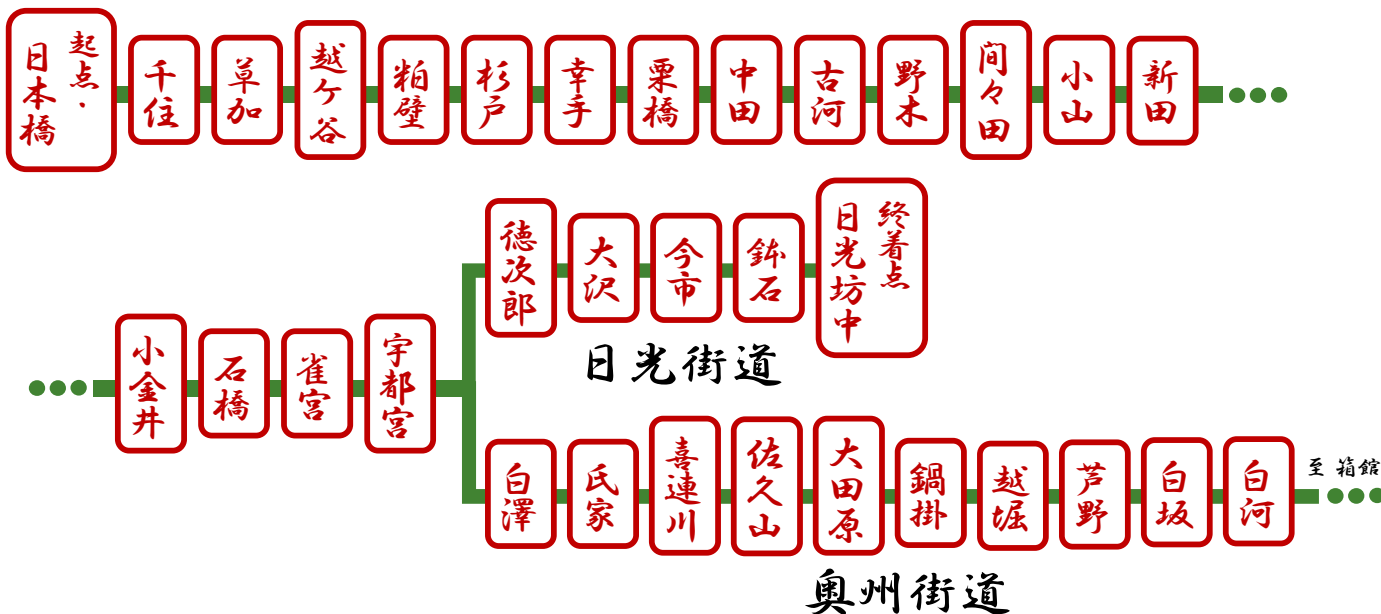 起点・
日本橋
千住
草加
越ケ谷
粕壁
杉戸
幸手
栗橋
中田
古河
野木
間々田
小山
新田
小金井
石橋
雀宮
宇都宮
徳次郎
大沢
今市
鉢石
終着点
日光坊中
日光街道
白澤
氏家
喜連川
佐久山
大田原
鍋掛
越堀
芦野
白坂
白河
至 箱館
奥州街道